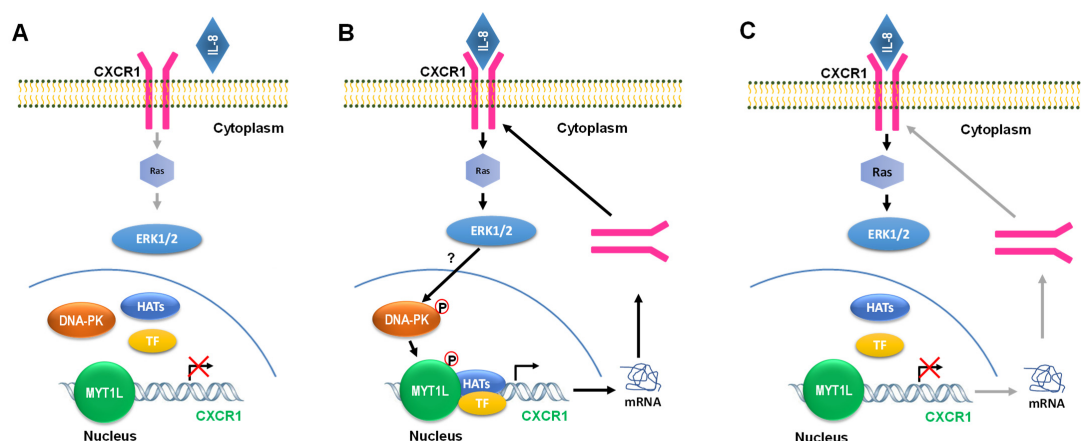 A
IL-8
CXCR1
Cytoplasm
Ras
ERK1/2
DNA-PK
HATs
TF
MYT1L
CXCR1
Nucleus
B
IL-8
CXCR1
Cytoplasm
Ras
ERK1/2
?
DNA-PK
P
P
MYT1L
HATs
TF
CXCR1
mRNA
Nucleus
C
IL-8
CXCR1
Cytoplasm
Ras
ERK1/2
HATs
TF
MYT1L
CXCR1
mRNA
Nucleus